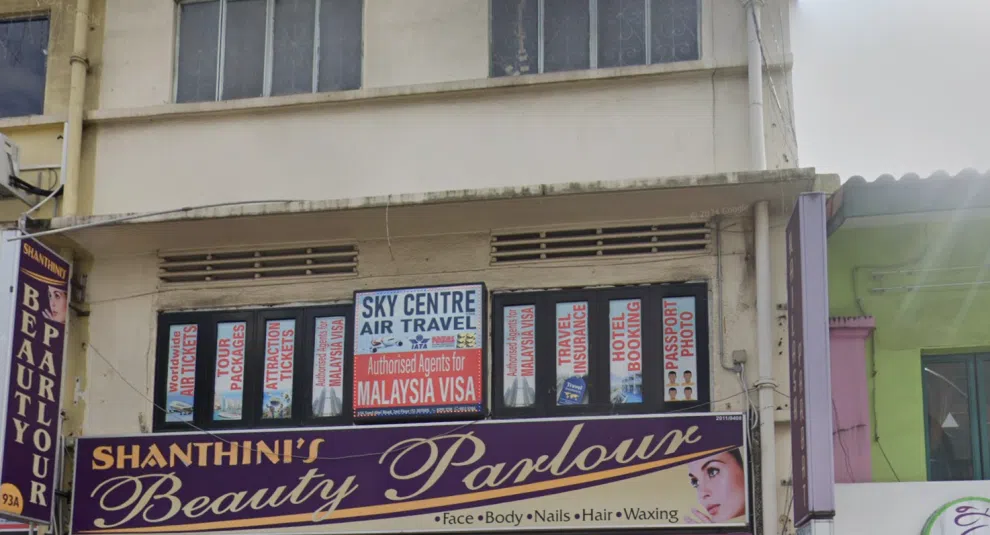 SHANTHINI'S
BEAUTY
PARLOUR
93A
Worldwide
AIR TICKETS
TOUR
PACKAGES
ATTRACTION
TICKETS
Authorised Agents for
MALAYSIA VISA
SKY CENTRE
AIR TRAVEL
IATA
Authorised Agents for
MALAYSIA VISA
Authorised Agents for
MALAYSIA VISA
TRAVEL
INSURANCE
Travel
HOTEL
BOOKING
PASSPORT
PHOTO
SHANTHINI'S
Beauty Parlour
•Face •Body •Nails •Hair •Waxing